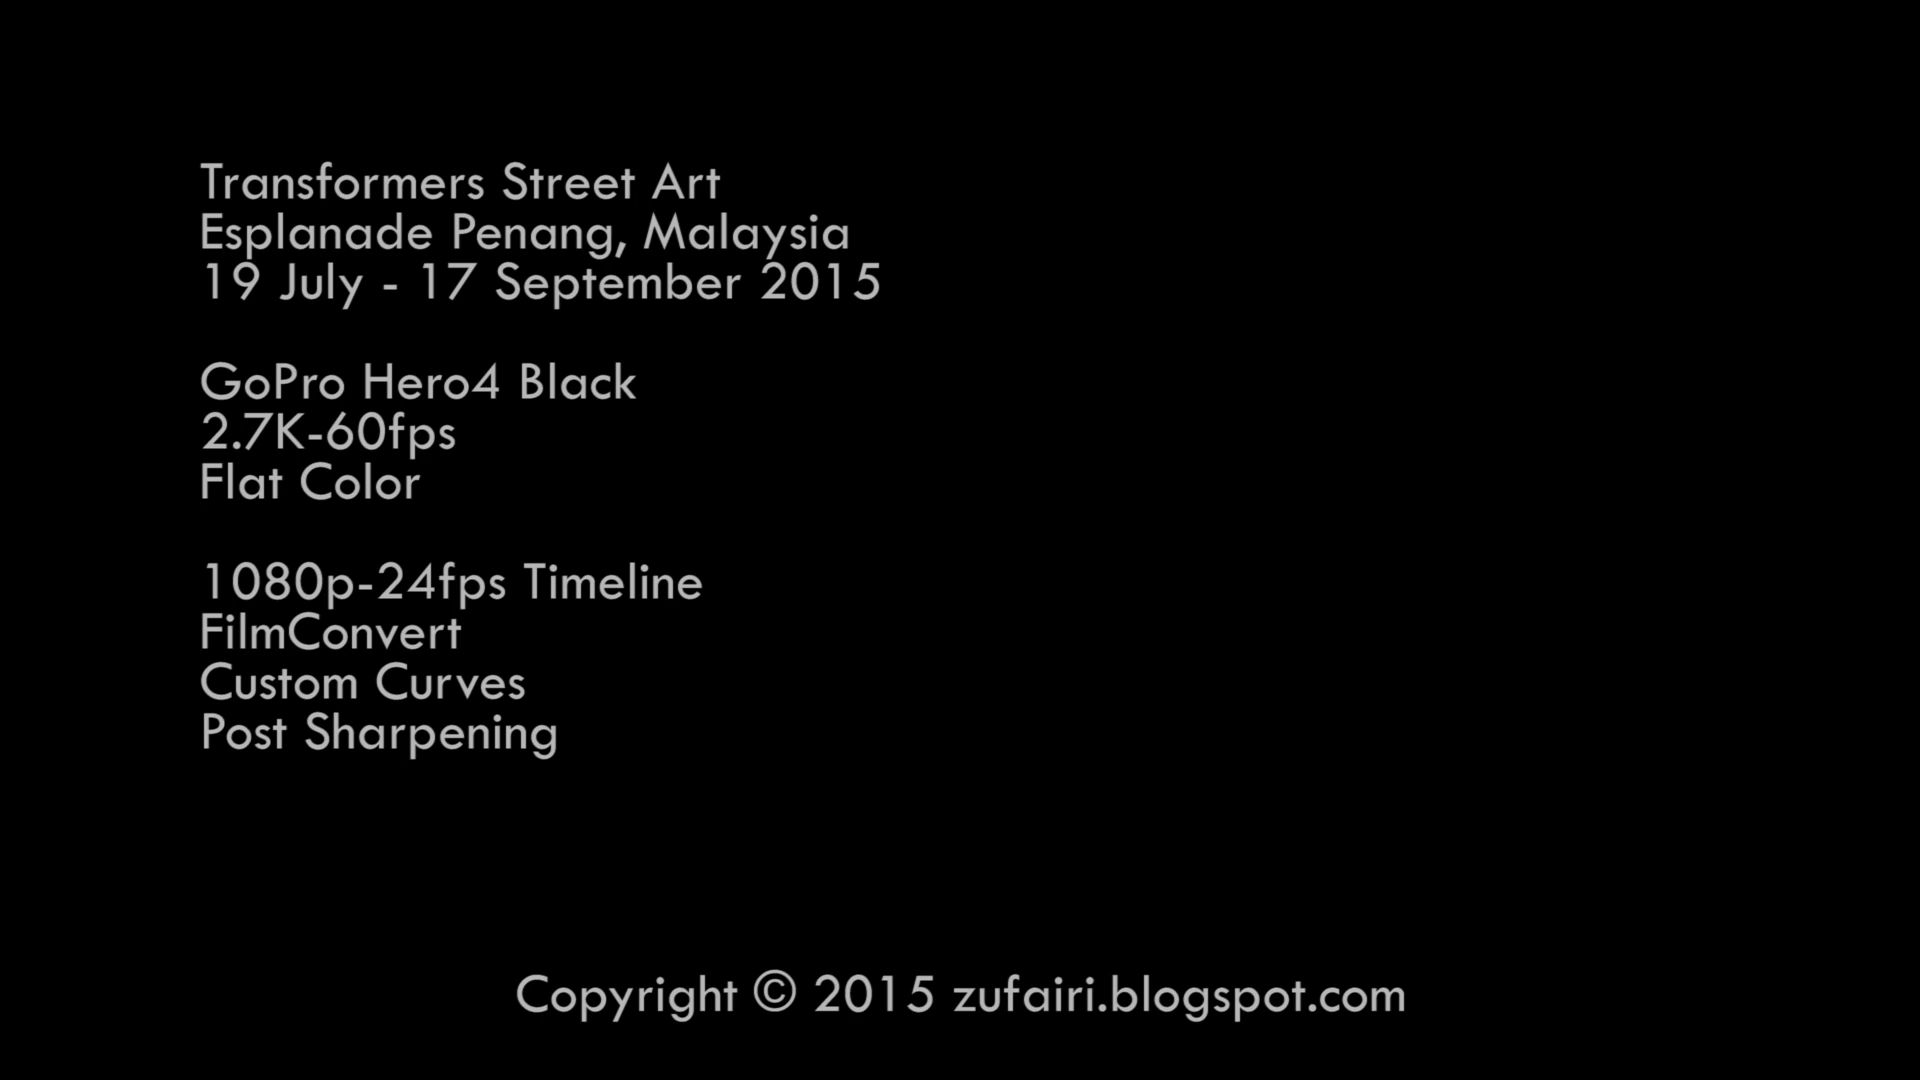 Transformers Street Art
Esplanade Penang, Malaysia
19 July - 17 September 2015
GoPro Hero4 Black
2.7K-60fps
Flat Color
1080p-24fps Timeline
FilmConvert
Custom Curves
Post Sharpening
Copyright © 2015 zufairi.blogspot.com